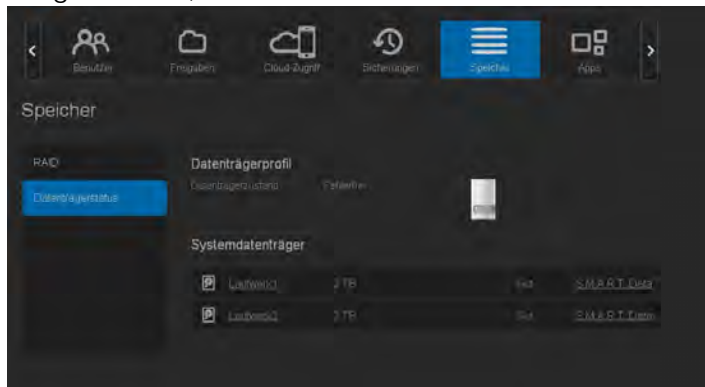 Benutzer Freigaben Cloud-Zugriff Sicherungen Speicher Apps
Speicher
RAID
Datenträgerprofil
Datenträgerstatus
Datenträgerzustand Fehlerfrei
Systemdatenträger
Laufwerk1 2 TB Gut S.M.A.R.T. Data
Laufwerk2 2 TB Gut S.M.A.R.T. Data